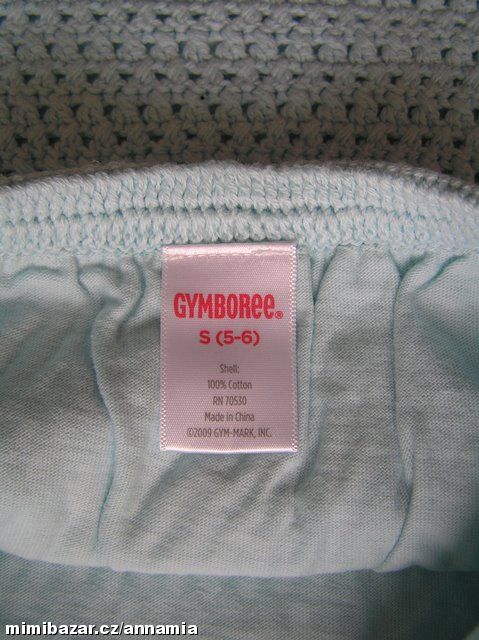 GYMBORee®
S (5-6)
Shell:
100% Cotton
RN 70530
Made in China
©2009 GYM-MARK, INC.
mimibazar.cz/annamia